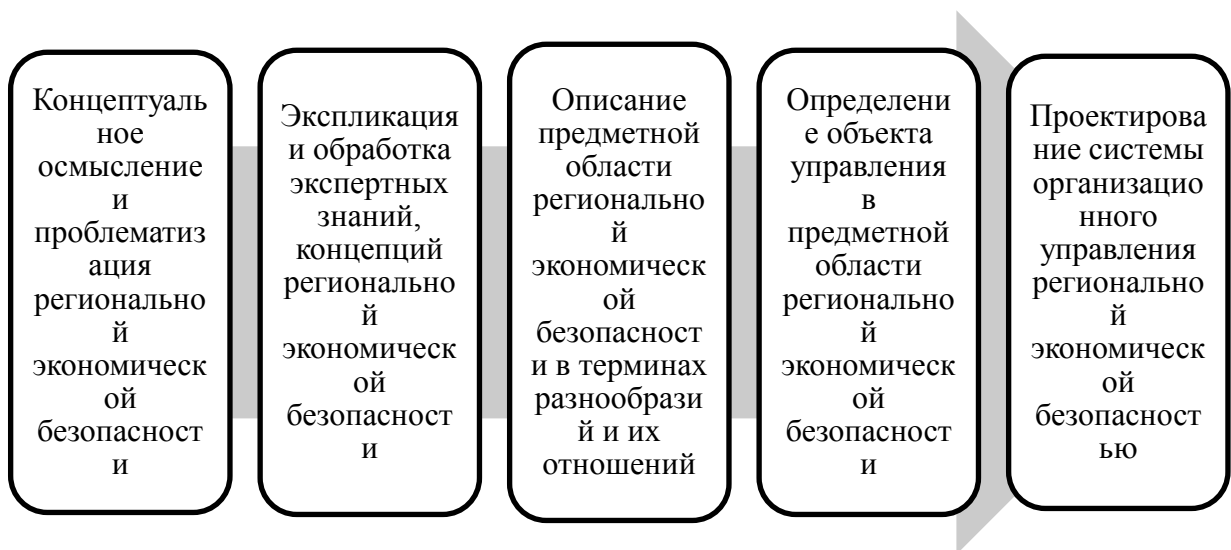 Концептуаль
ное
осмысление
и
проблематиз
ация
регионально
й
экономическ
ой
безопасност
и
Экспликация
и обработка
экспертных
знаний,
концепций
регионально
й
экономическ
ой
безопасност
и
Описание
предметной
области
регионально
й
экономическ
ой
безопасност
и в терминах
разнообрази
й и их
отношений
Определени
е объекта
управления
в
предметной
области
регионально
й
экономическ
ой
безопасност
и
Проектирова
ние системы
организацио
нного
управления
регионально
й
экономическ
ой
безопасност
ью